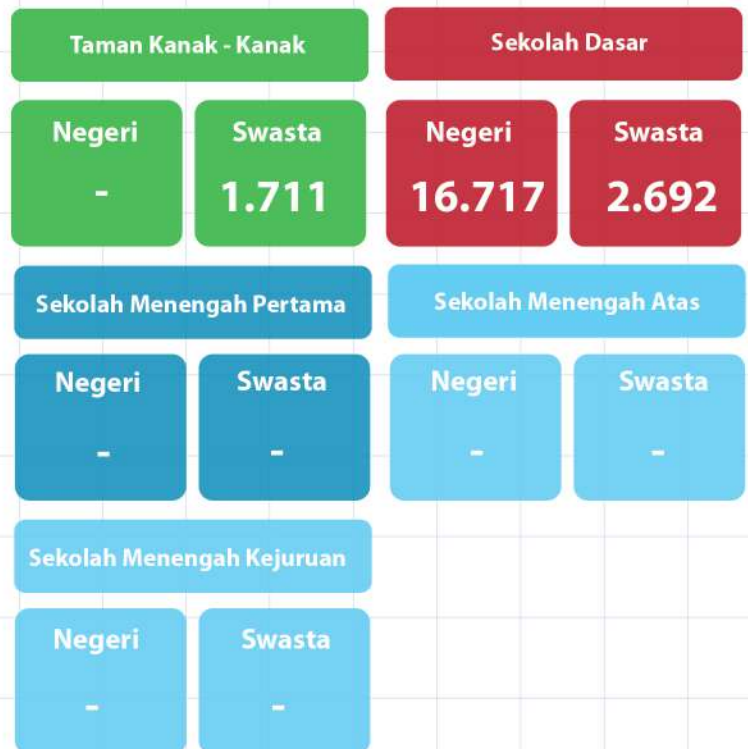 Taman Kanak - Kanak
Negeri
-
Swasta
1.711
Sekolah Dasar
Negeri
16.717
Swasta
2.692
Sekolah Menengah Pertama
Negeri
-
Swasta
-
Sekolah Menengah Atas
Negeri
-
Swasta
-
Sekolah Menengah Kejuruan
Negeri
-
Swasta
-